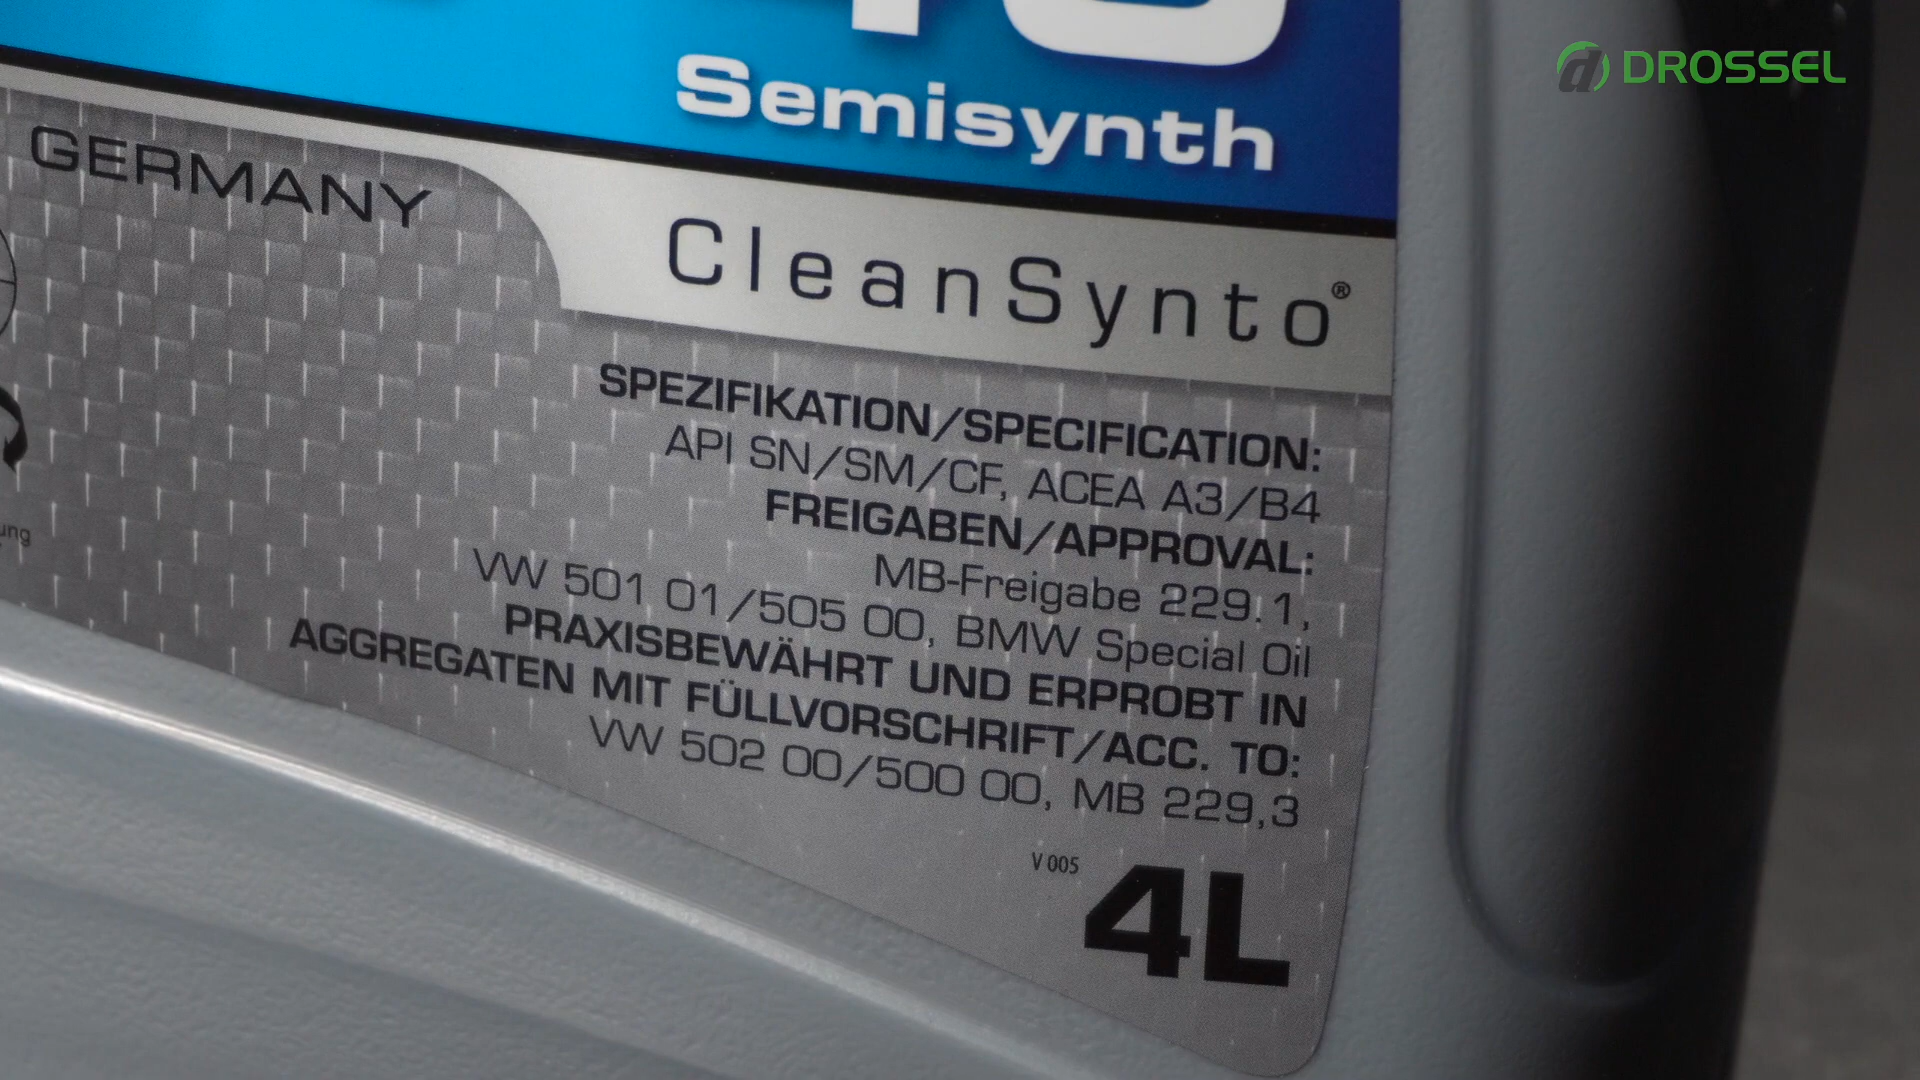 DROSSEL
Semisynth
GERMANY
CleanSynto®
SPEZIFIKATION/SPECIFICATION:
API SN/SM/CF, ACEA A3/B4
FREIGABEN/APPROVAL:
MB-Freigabe 229.1,
VW 501 01/505 00, BMW Special Oil
PRAXISBEWÄHRT UND ERPROBT IN
AGGREGATEN MIT FÜLLVORSCHRIFT/ACC. TO:
VW 502 00/500 00, MB 229,3
V 005
4L